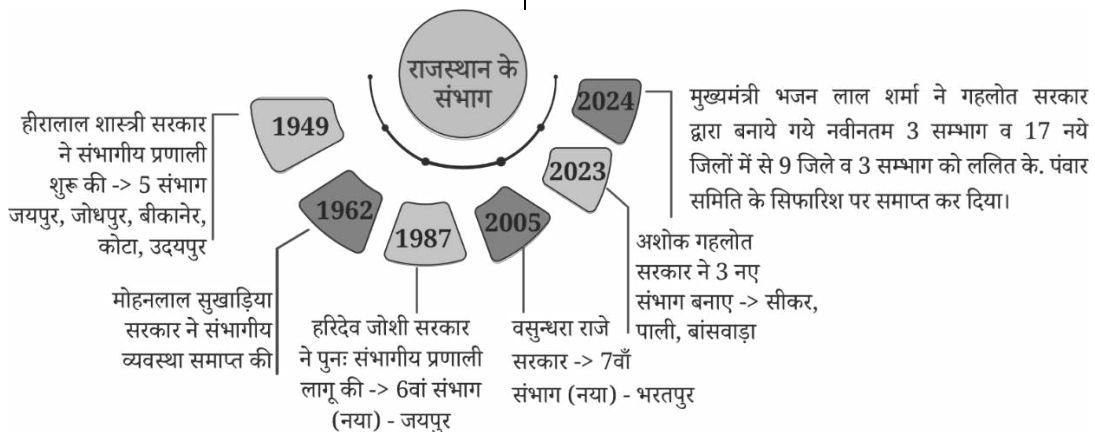 राजस्थान के
संभाग
1949
हीरालाल शास्त्री सरकार
ने संभागीय प्रणाली
शुरू की -> 5 संभाग
जयपुर, जोधपुर, बीकानेर,
कोटा, उदयपुर
1962
मोहनलाल सुखाड़िया
सरकार ने संभागीय
व्यवस्था समाप्त की
1987
हरिदेव जोशी सरकार
ने पुनः संभागीय प्रणाली
लागू की -> 6वां संभाग
(नया) - जयपुर
2005
वसुन्धरा राजे
सरकार -> 7वाँ
संभाग (नया) - भरतपुर
2023
अशोक गहलोत
सरकार ने 3 नए
संभाग बनाए -> सीकर,
पाली, बांसवाड़ा
2024
मुख्यमंत्री भजन लाल शर्मा ने गहलोत सरकार
द्वारा बनाये गये नवीनतम 3 सम्भाग व 17 नये
जिलों में से 9 जिले व 3 सम्भाग को ललित के. पंवार
समिति के सिफारिश पर समाप्त कर दिया।